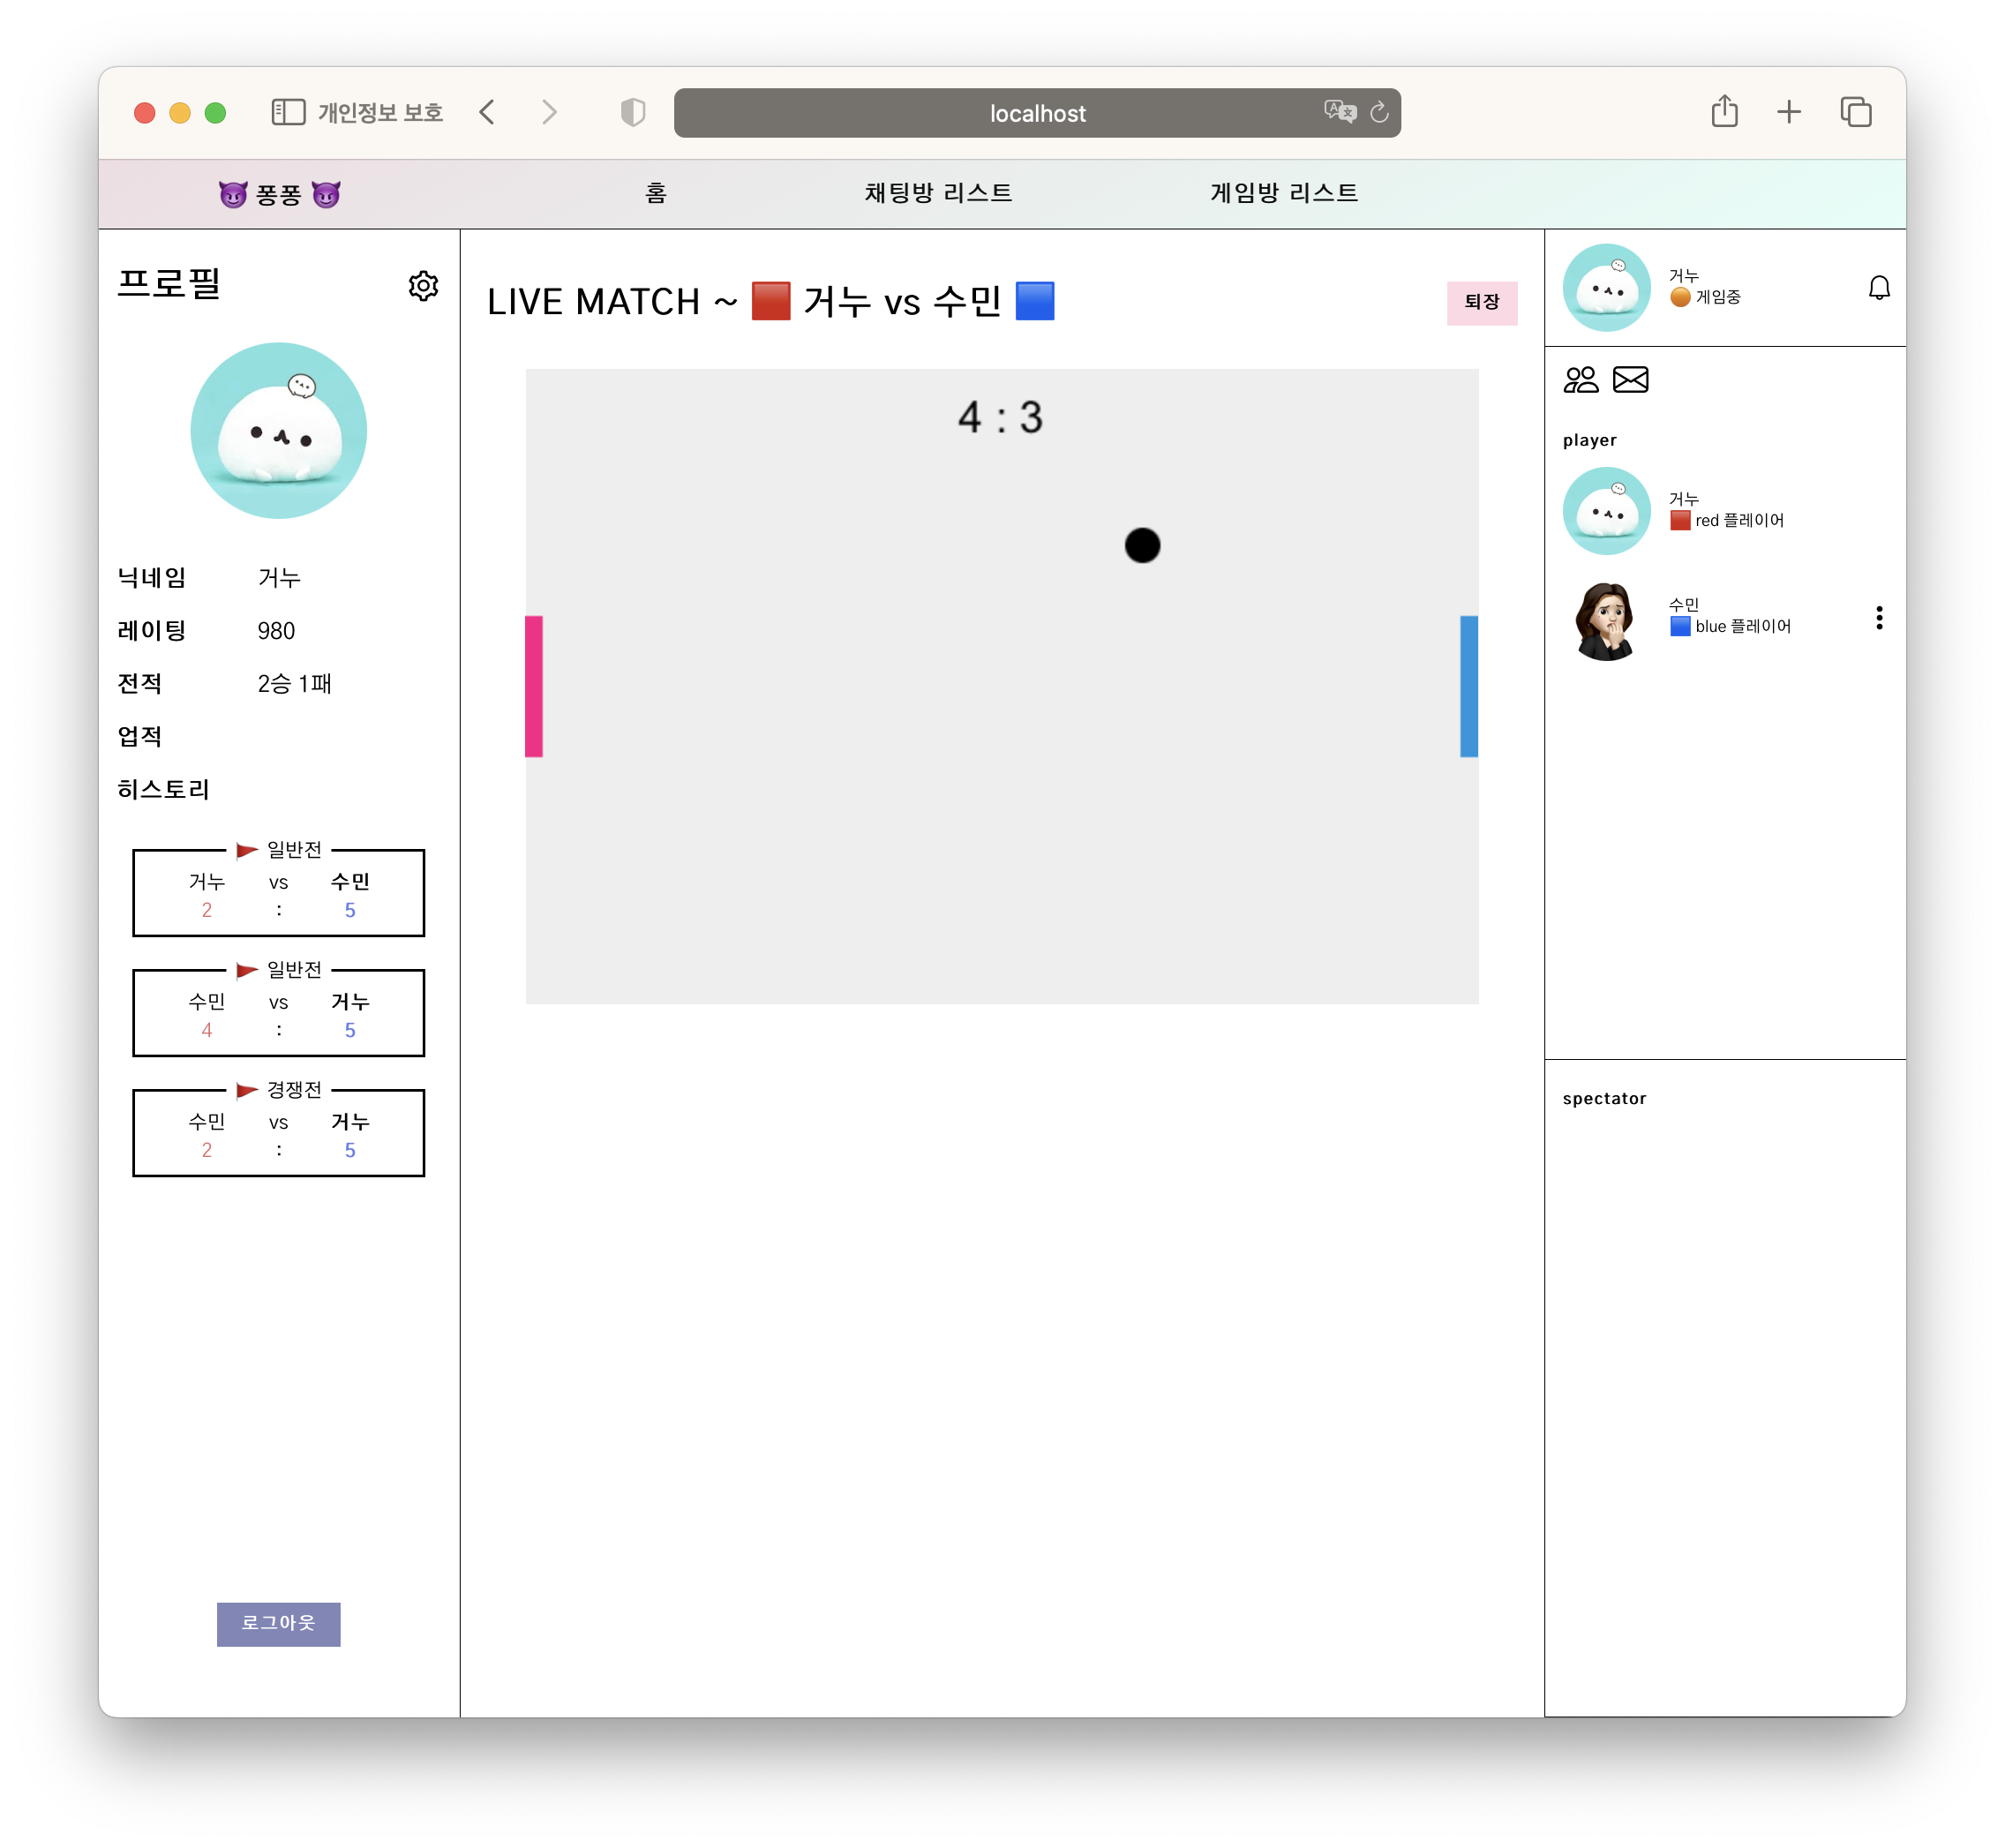 개인정보 보호
localhost
😈 퐁퐁 😈
홈
채팅방 리스트
게임방 리스트
프로필
닉네임 거누
레이팅 980
전적 2승 1패
업적
히스토리
🚩 일반전
거누 vs 수민
2 : 5
🚩 일반전
수민 vs 거누
4 : 5
🚩 경쟁전
수민 vs 거누
2 : 5
로그아웃
LIVE MATCH ~ 🟥 거누 vs 수민 🟦
퇴장
4 : 3
거누
🟠 게임중
player
거누
🟥 red 플레이어
수민
🟦 blue 플레이어
spectator